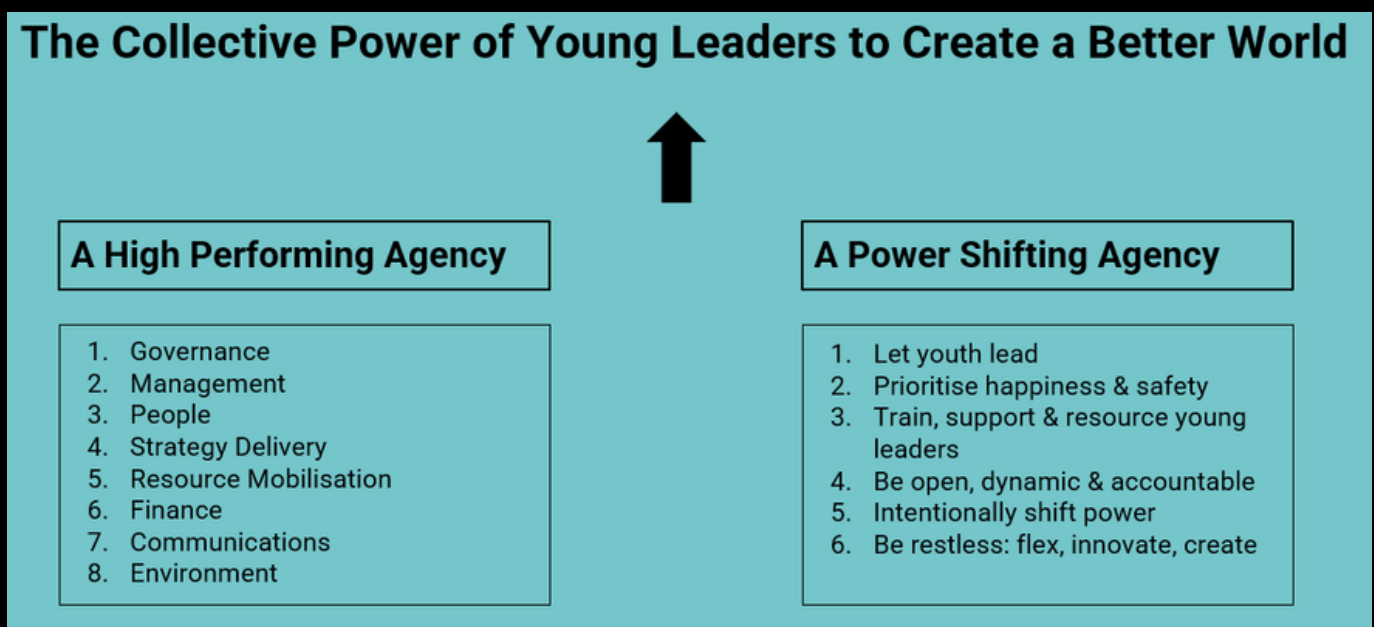 The Collective Power of Young Leaders to Create a Better World
A High Performing Agency
1. Governance
2. Management
3. People
4. Strategy Delivery
5. Resource Mobilisation
6. Finance
7. Communications
8. Environment
A Power Shifting Agency
1. Let youth lead
2. Prioritise happiness & safety
3. Train, support & resource young
leaders
4. Be open, dynamic & accountable
5. Intentionally shift power
6. Be restless: flex, innovate, create